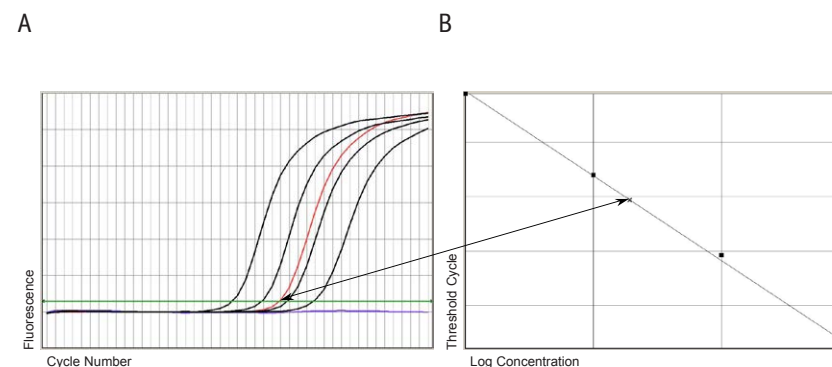 A
B
Fluorescence
Cycle Number
Threshold Cycle
Log Concentration